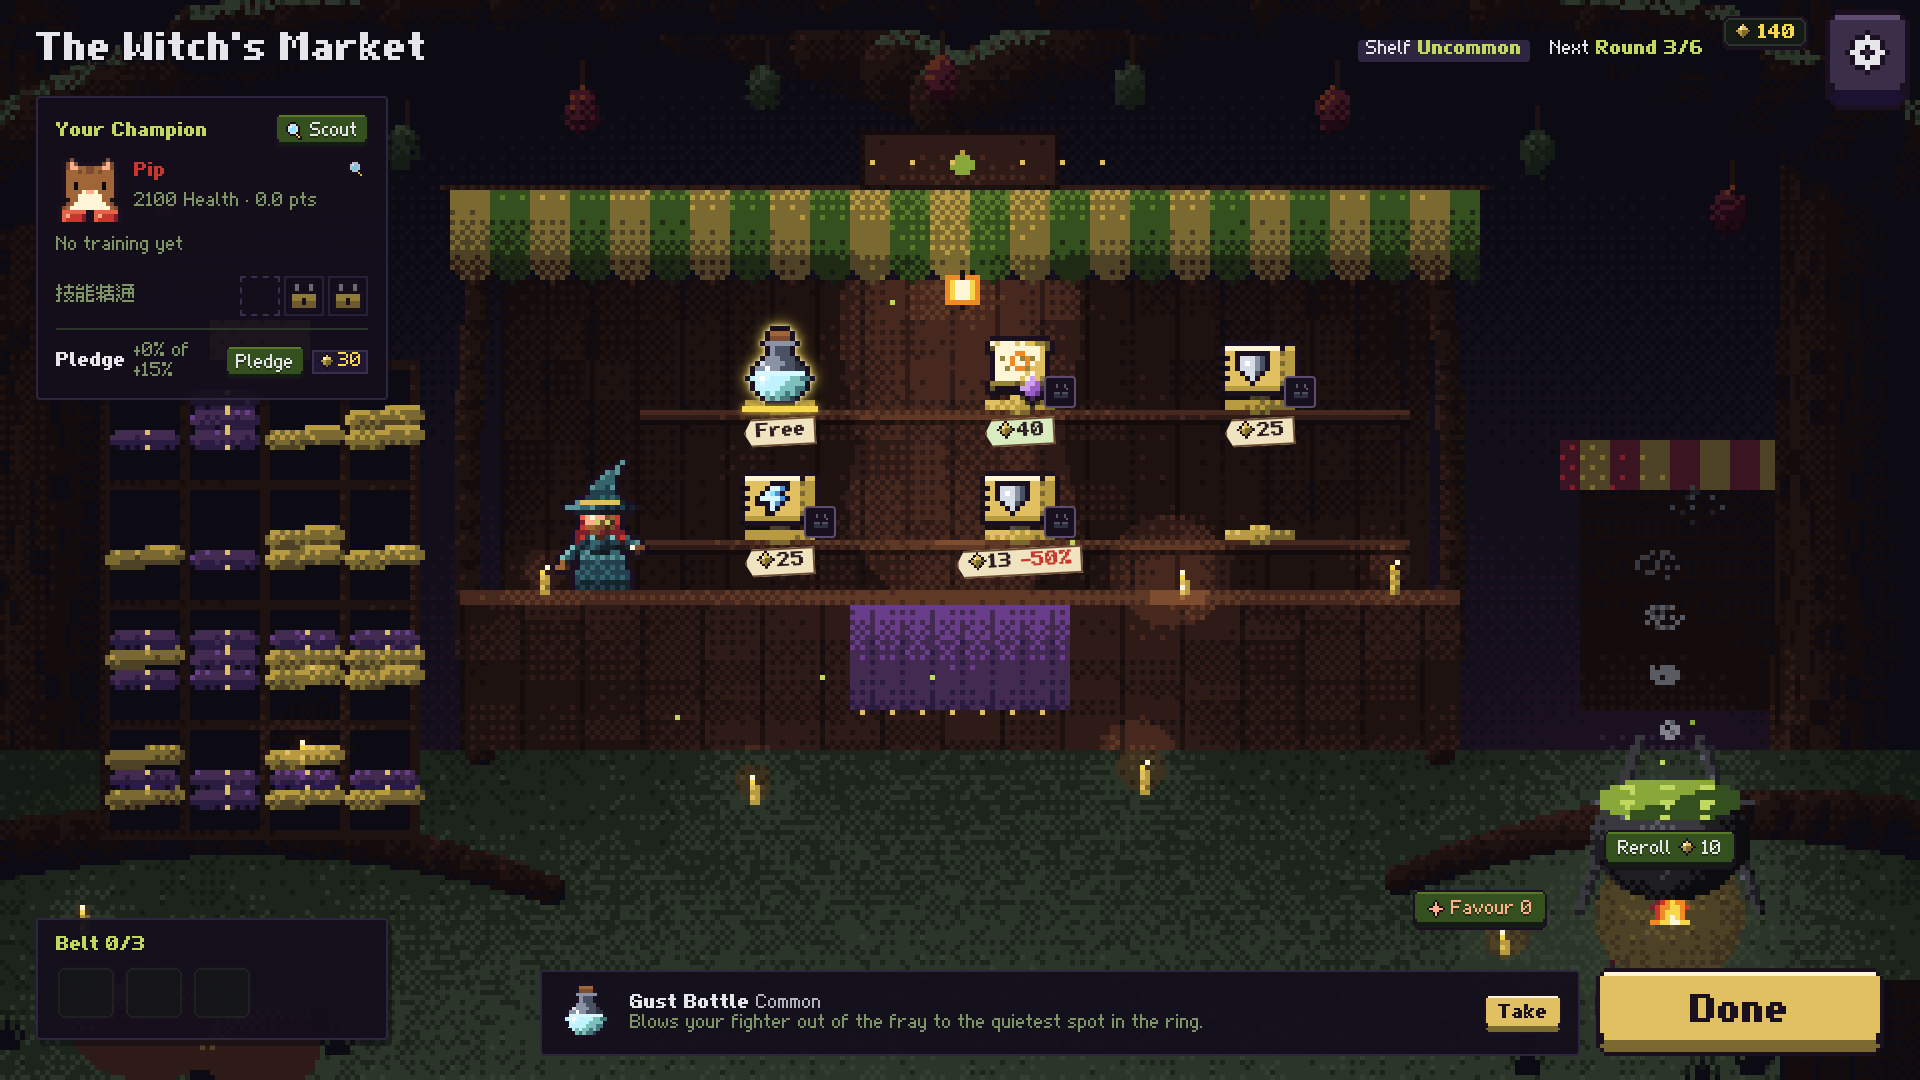 The Witch's Market
Shelf Uncommon
Next Round 3/6
140
Your Champion
Scout
Pip
2100 Health · 0.0 pts
No training yet
技能精通
Pledge
+0% of
+15%
Pledge
30
Free
40
25
25
13 -50%
Reroll 10
Favour 0
Belt 0/3
Gust Bottle Common
Blows your fighter out of the fray to the quietest spot in the ring.
Take
Done